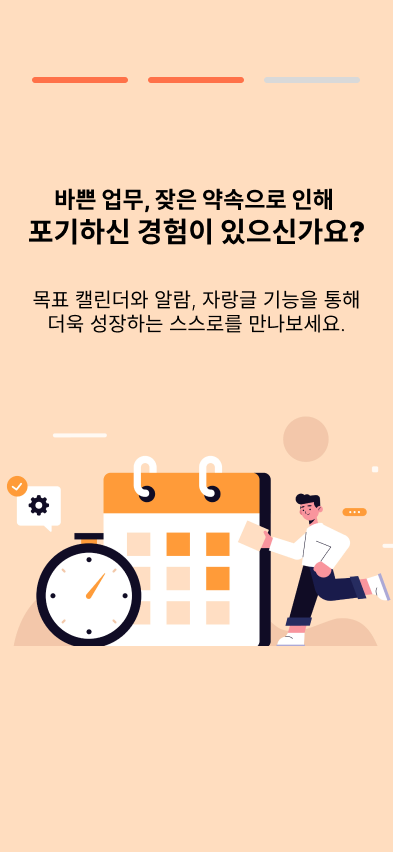 바쁜 업무, 잦은 약속으로 인해
포기하신 경험이 있으신가요?
목표 캘린더와 알람, 자랑글 기능을 통해
더욱 성장하는 스스로를 만나보세요.